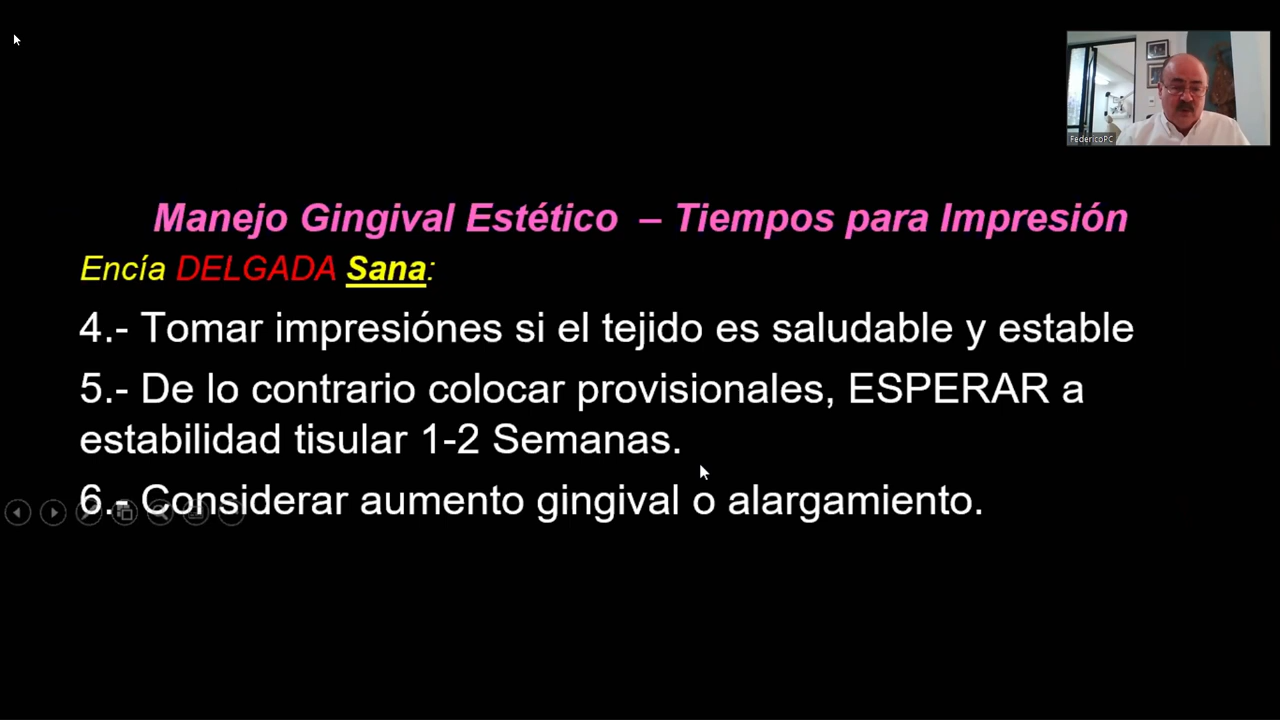 FedericoPC
Manejo Gingival Estético – Tiempos para Impresión
Encía DELGADA Sana:
4.- Tomar impresiónes si el tejido es saludable y estable
5.- De lo contrario colocar provisionales, ESPERAR a
estabilidad tisular 1-2 Semanas.
6.- Considerar aumento gingival o alargamiento.